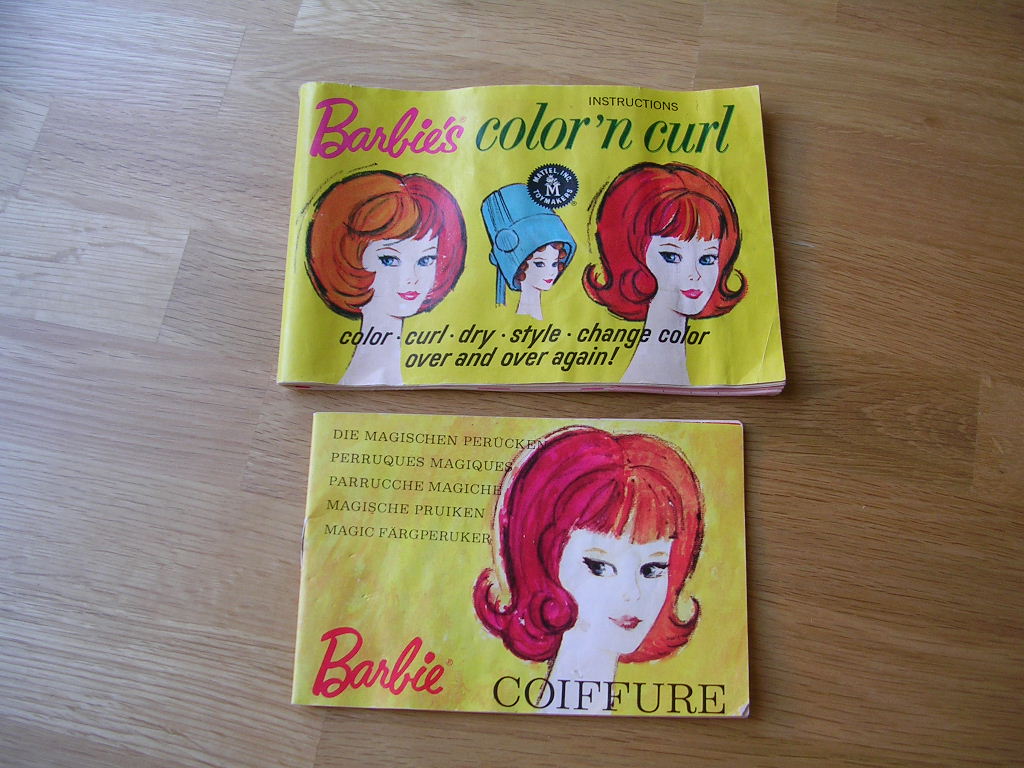 INSTRUCTIONS
Barbie's® color 'n curl
MATTEL, INC.
M
TOYMAKERS
®
color · curl · dry · style · change color
over and over again!
DIE MAGISCHEN PERÜCKEN
PERRUQUES MAGIQUES
PARRUCCHE MAGICHE
MAGISCHE PRUIKEN
MAGIC FÄRGPERUKER
Barbie®
COIFFURE